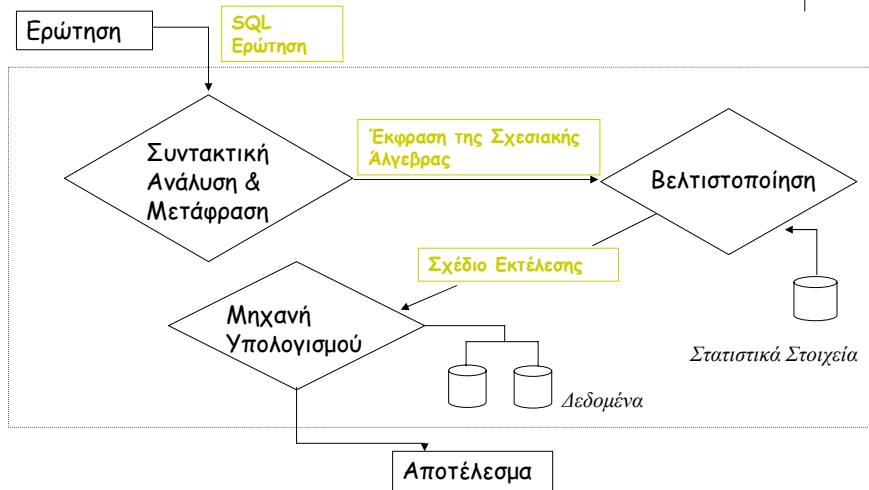 Ερώτηση
SQL
Ερώτηση
Συντακτική
Ανάλυση &
Μετάφραση
Έκφραση της Σχεσιακής
Άλγεβρας
Βελτιστοποίηση
Σχέδιο Εκτέλεσης
Μηχανή
Υπολογισμού
Στατιστικά Στοιχεία
Δεδομένα
Αποτέλεσμα